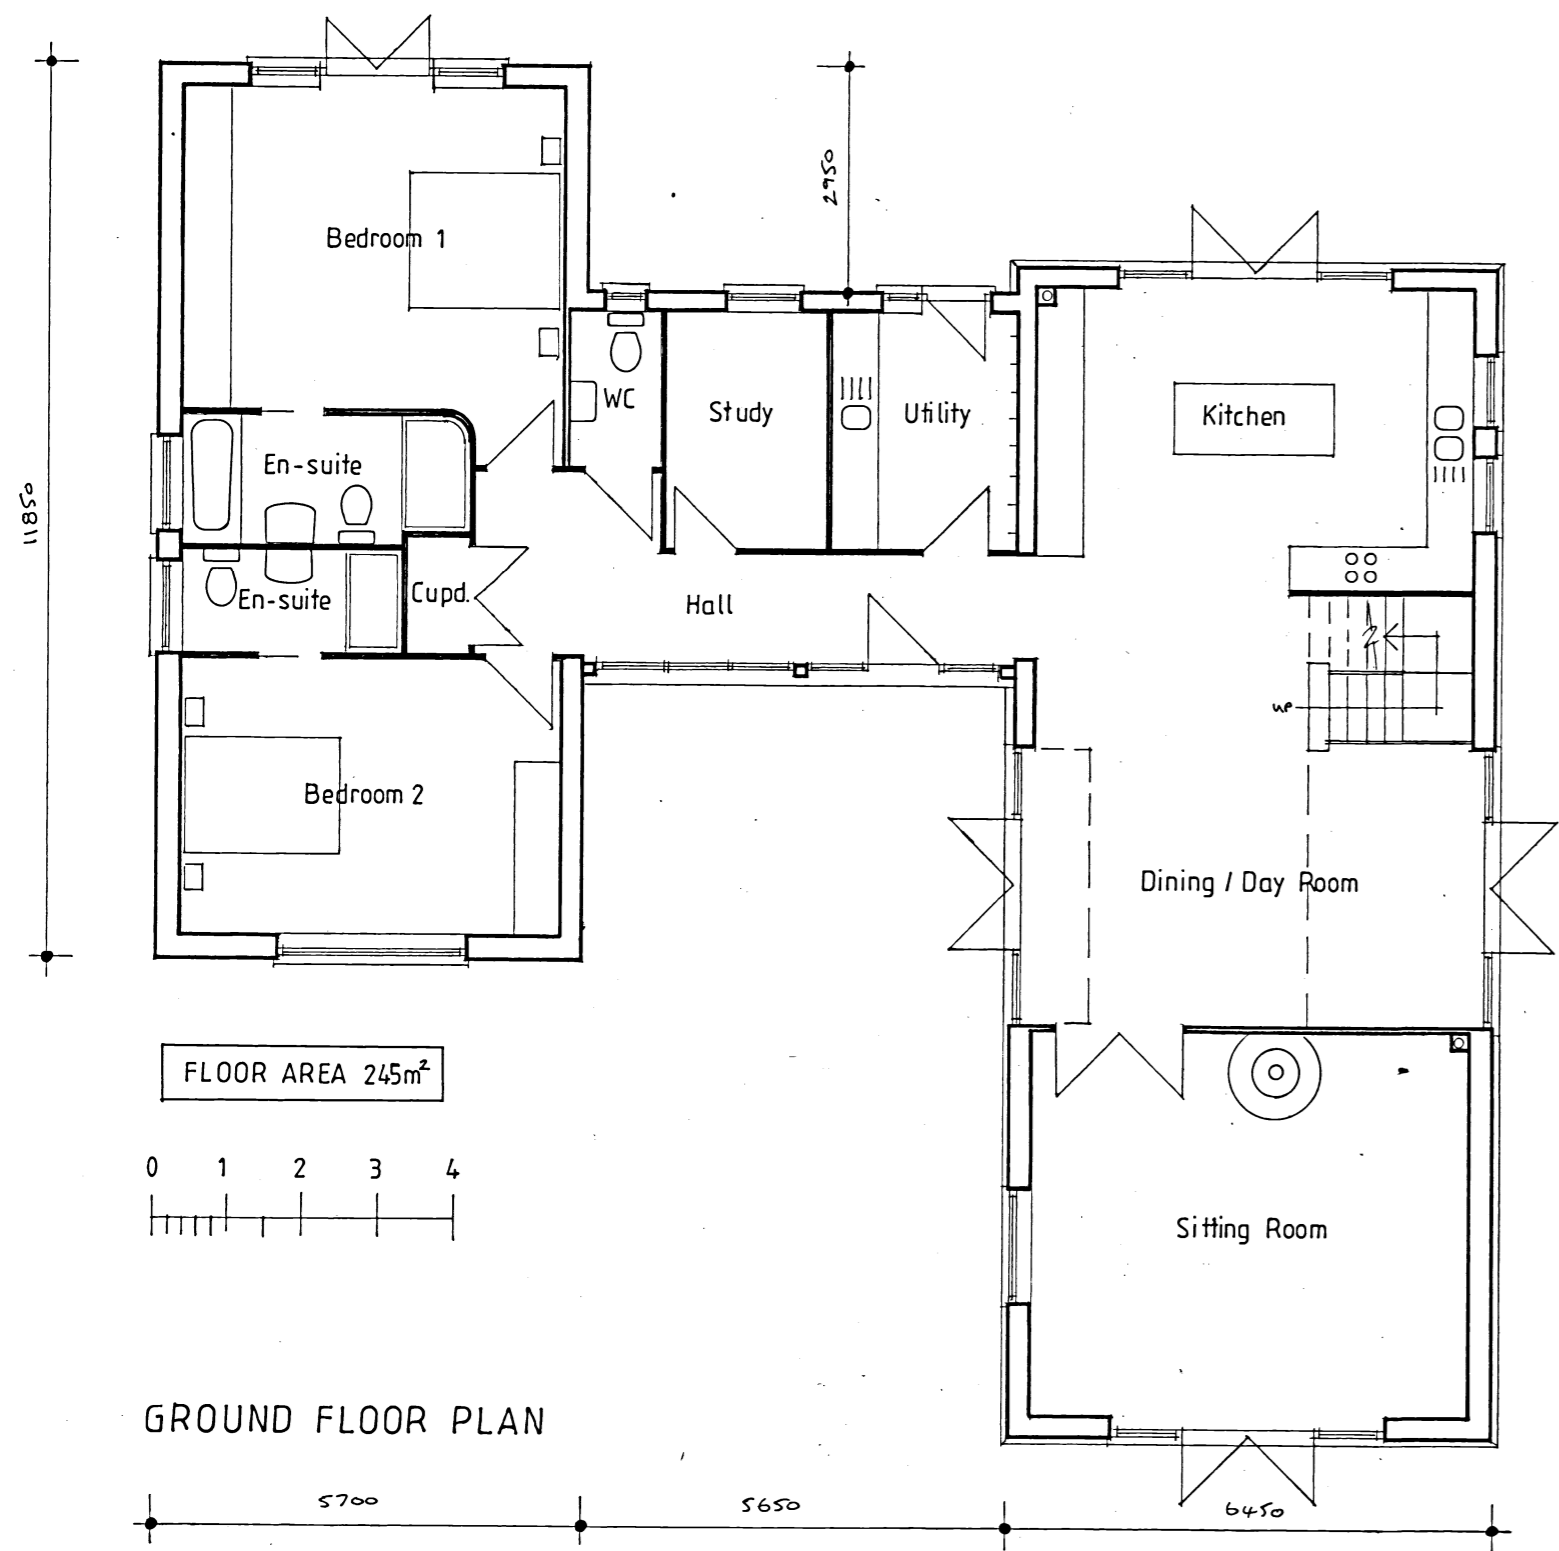 2950
Bedroom 1
WC
Study
Utility
Kitchen
En-suite
11850
En-suite
Cupd.
Hall
up
Bedroom 2
Dining / Day Room
FLOOR AREA 245m²
0 1 2 3 4
Sitting Room
GROUND FLOOR PLAN
5700
5650
6450